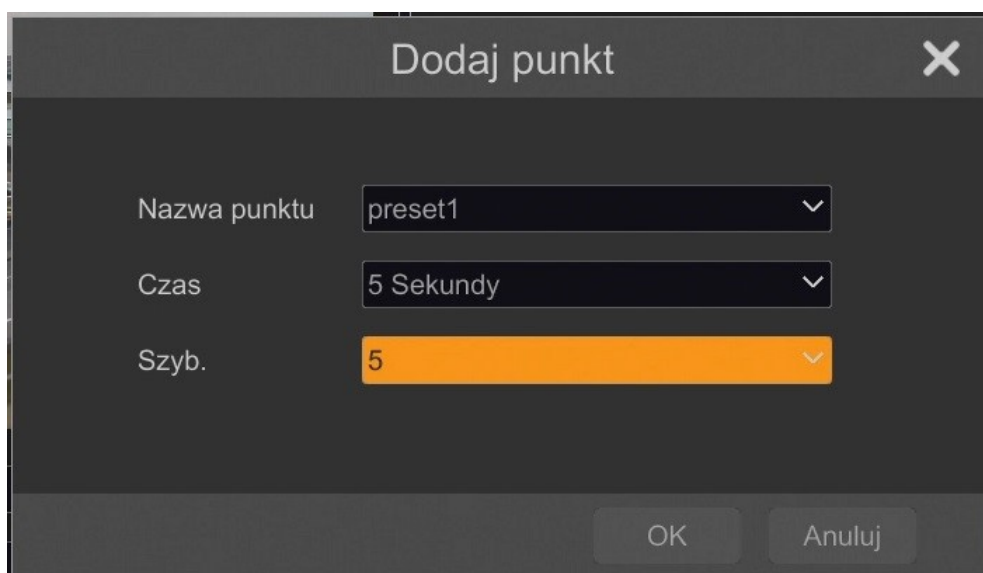 Dodaj punkt
Nazwa punktu preset1
Czas 5 Sekundy
Szyb. 5
OK Anuluj